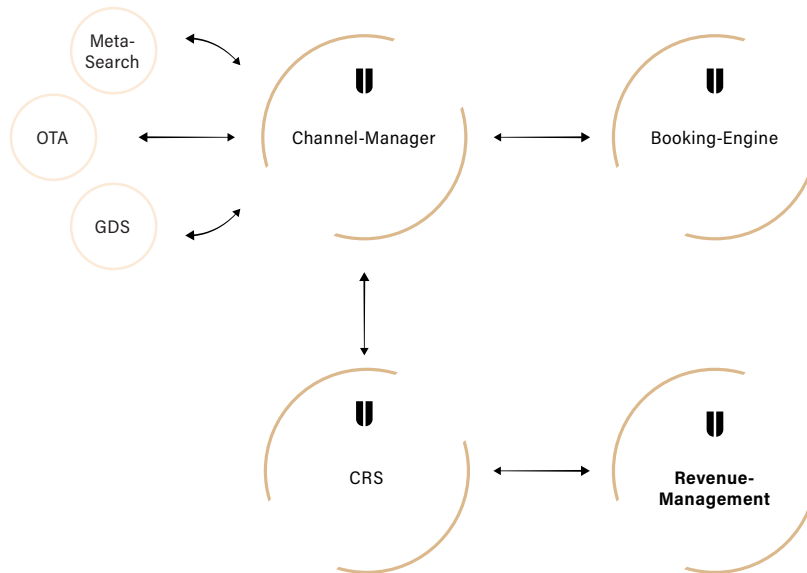 Meta-
Search
OTA
GDS
Channel-Manager
Booking-Engine
CRS
Revenue-
Management